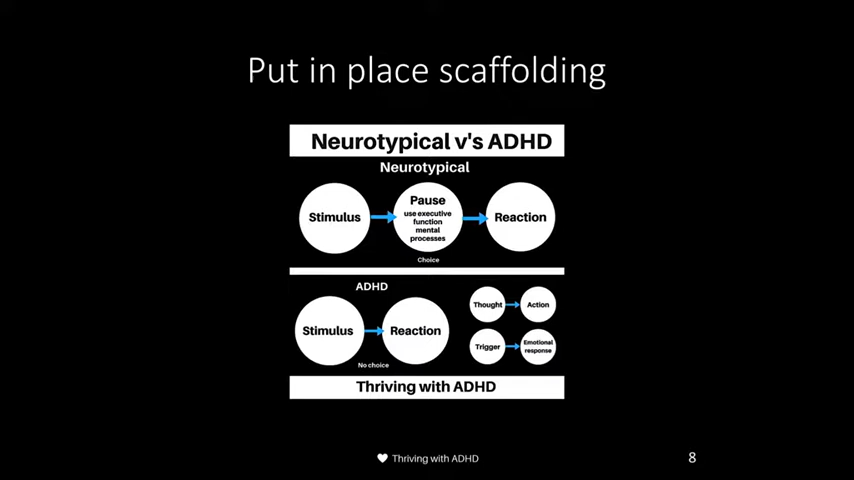 Put in place scaffolding
Neurotypical v's ADHD
Neurotypical
Stimulus
Pause
use executive
function
mental
processes
Reaction
Choice
ADHD
Stimulus
Reaction
No choice
Thought
Action
Trigger
Emotional
response
Thriving with ADHD
Thriving with ADHD
8